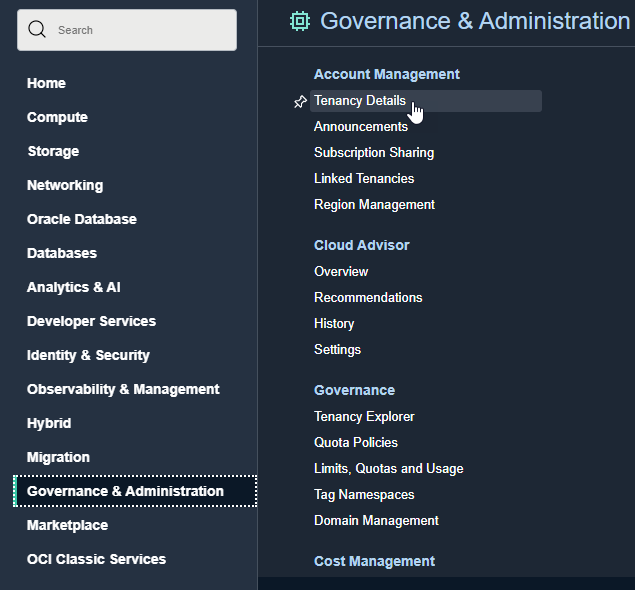 Search
Home
Compute
Storage
Networking
Oracle Database
Databases
Analytics & AI
Developer Services
Identity & Security
Observability & Management
Hybrid
Migration
Governance & Administration
Marketplace
OCI Classic Services
Governance & Administration
Account Management
Tenancy Details
Announcements
Subscription Sharing
Linked Tenancies
Region Management
Cloud Advisor
Overview
Recommendations
History
Settings
Governance
Tenancy Explorer
Quota Policies
Limits, Quotas and Usage
Tag Namespaces
Domain Management
Cost Management